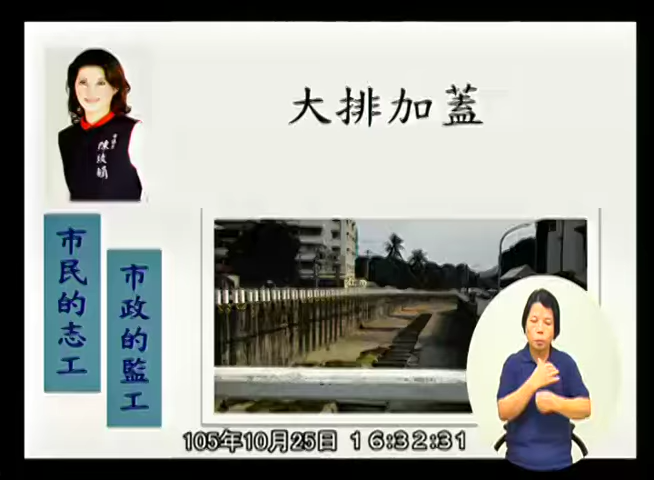 大排加蓋
陳玫娟
市民的志工
市政的監工
105年10月25日 16:32:31